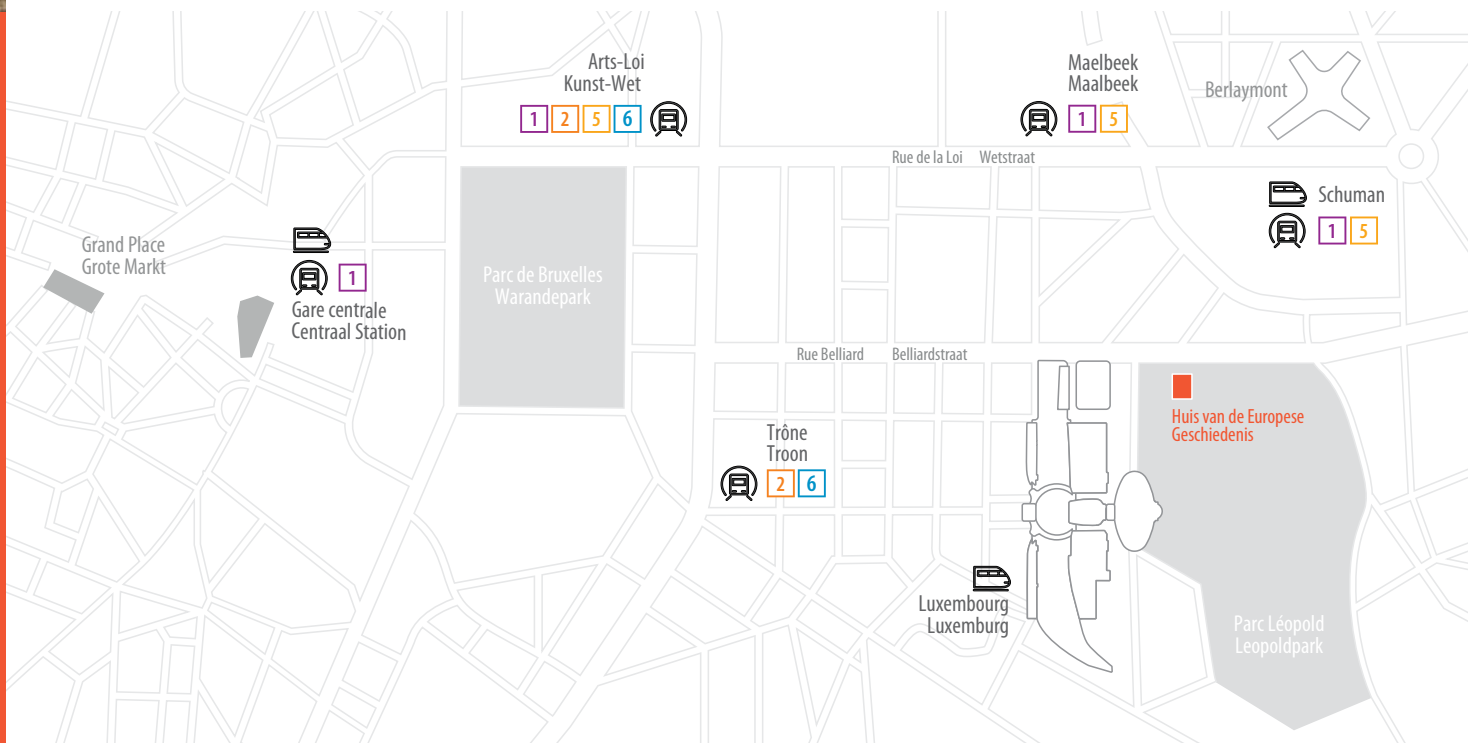 Arts-Loi
Kunst-Wet
1 2 5 6
Maelbeek
Maalbeek
1 5
Berlaymont
Rue de la Loi Wetstraat
Schuman
1 5
Grand Place
Grote Markt
1
Gare centrale
Centraal Station
Parc de Bruxelles
Warandepark
Rue Belliard Belliardstraat
Huis van de Europese
Geschiedenis
Trône
Troon
2 6
Luxembourg
Luxemburg
Parc Léopold
Leopoldpark